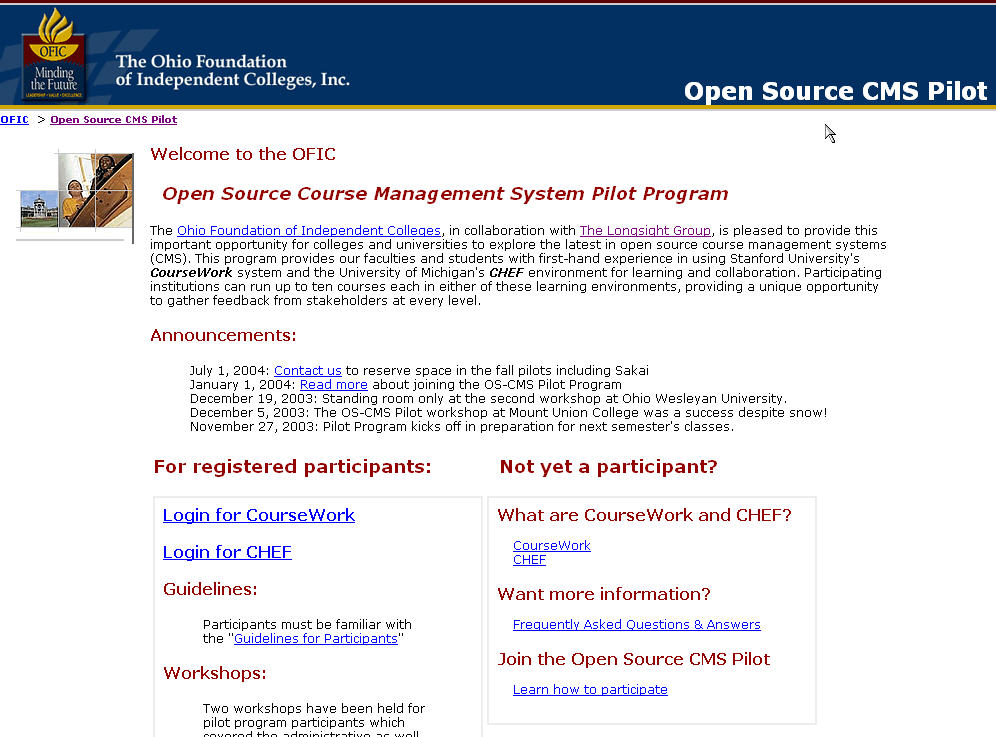 OFIC
Minding
the Future
LEADERSHIP • VALUE • EXCELLENCE
The Ohio Foundation
of Independent Colleges, Inc.
Open Source CMS Pilot
OFIC > Open Source CMS Pilot
Welcome to the OFIC
Open Source Course Management System Pilot Program
The Ohio Foundation of Independent Colleges, in collaboration with The Longsight Group, is pleased to provide this
important opportunity for colleges and universities to explore the latest in open source course management systems
(CMS). This program provides our faculties and students with first-hand experience in using Stanford University's
CourseWork system and the University of Michigan's CHEF environment for learning and collaboration. Participating
institutions can run up to ten courses each in either of these learning environments, providing a unique opportunity
to gather feedback from stakeholders at every level.
Announcements:
July 1, 2004: Contact us to reserve space in the fall pilots including Sakai
January 1, 2004: Read more about joining the OS-CMS Pilot Program
December 19, 2003: Standing room only at the second workshop at Ohio Wesleyan University.
December 5, 2003: The OS-CMS Pilot workshop at Mount Union College was a success despite snow!
November 27, 2003: Pilot Program kicks off in preparation for next semester's classes.
For registered participants:
Login for CourseWork
Login for CHEF
Guidelines:
Participants must be familiar with
the "Guidelines for Participants"
Workshops:
Two workshops have been held for
pilot program participants which
covered the administrative as well
Not yet a participant?
What are CourseWork and CHEF?
CourseWork
CHEF
Want more information?
Frequently Asked Questions & Answers
Join the Open Source CMS Pilot
Learn how to participate